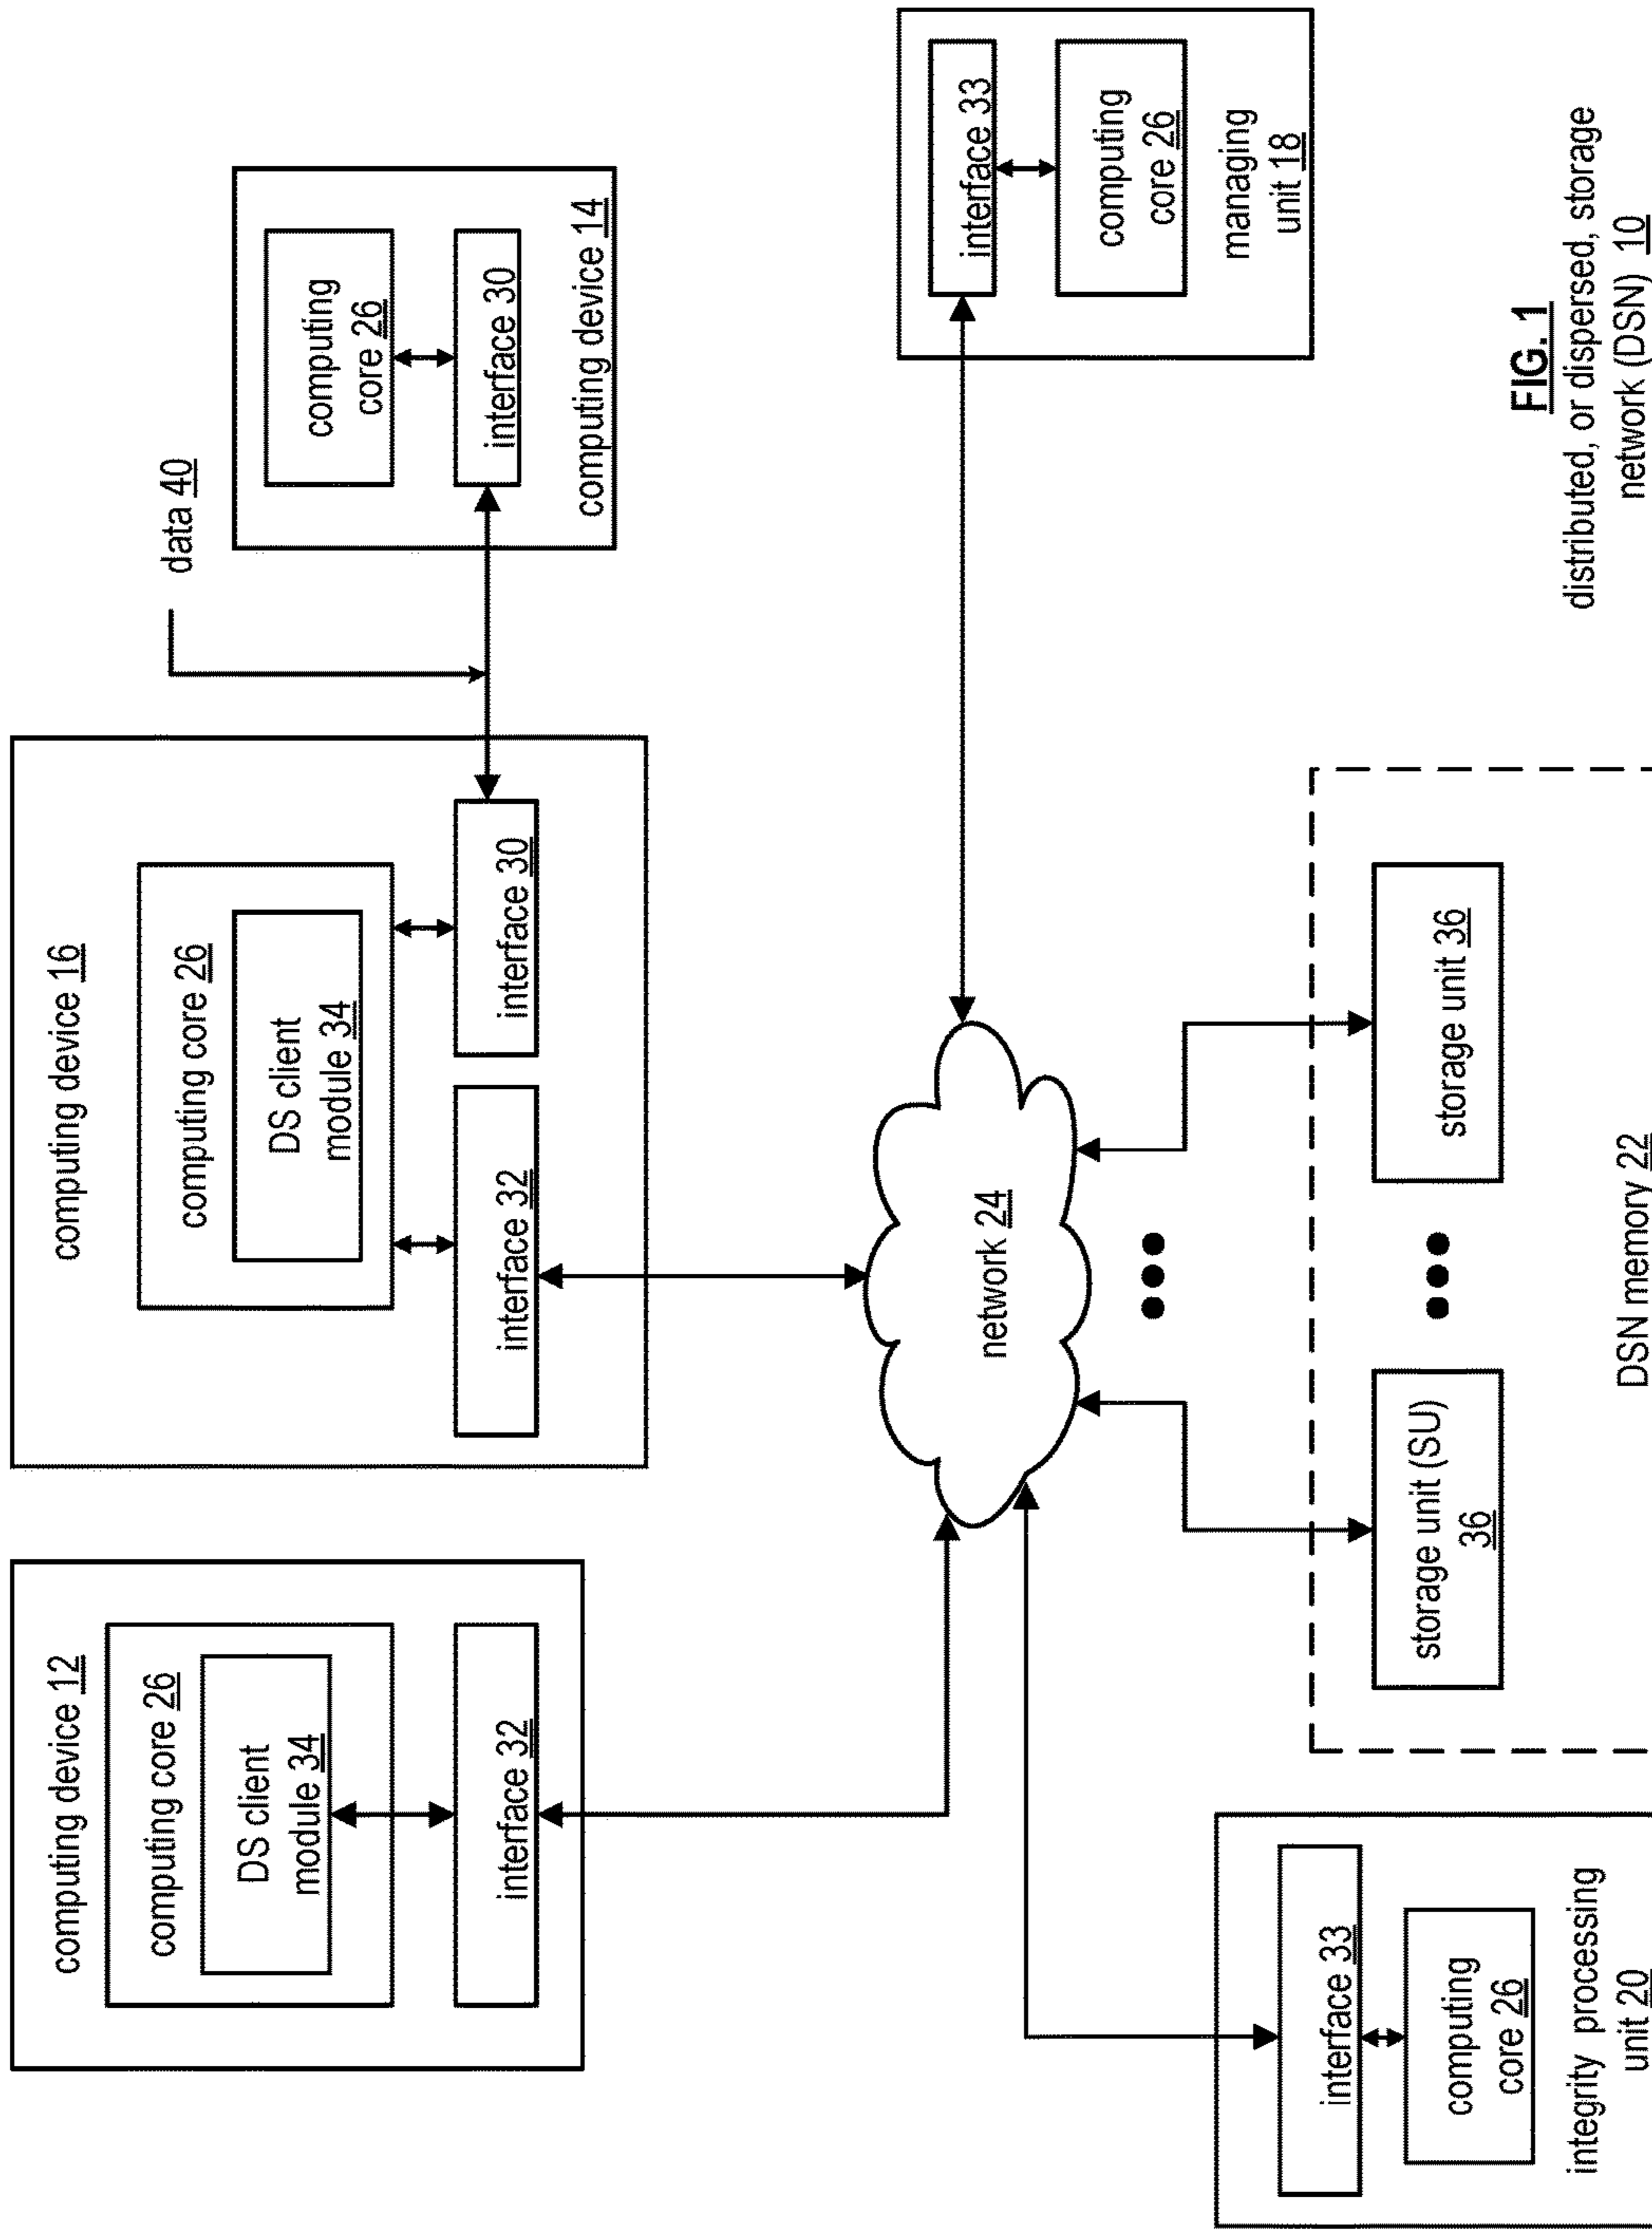 computing device 12
computing core 26
DS client
module 34
interface 32
computing device 16
computing core 26
DS client
module 34
interface 32
interface 30
data 40
computing
core 26
interface 30
computing device 14
network 24
interface 33
computing
core 26
managing
unit 18
interface 33
computing
core 26
integrity processing
unit 20
storage unit (SU)
36
storage unit 36
DSN memory 22
FIG. 1
distributed, or dispersed, storage
network (DSN) 10